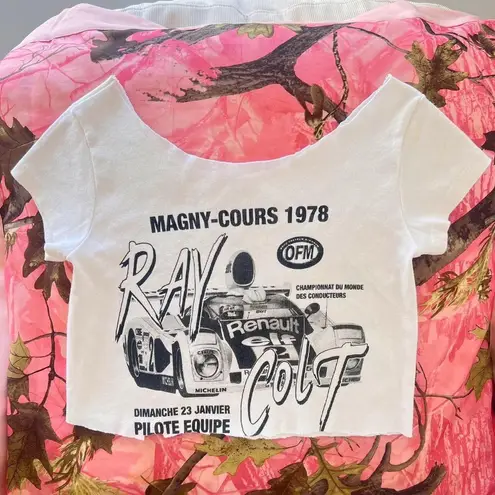 MAGNY-COURS 1978
RAY
OFM
CHAMPIONNAT DU MONDE
DES CONDUCTEURS
Renault
elf
MICHELIN
COLT
DIMANCHE 23 JANVIER
PILOTE EQUIPE